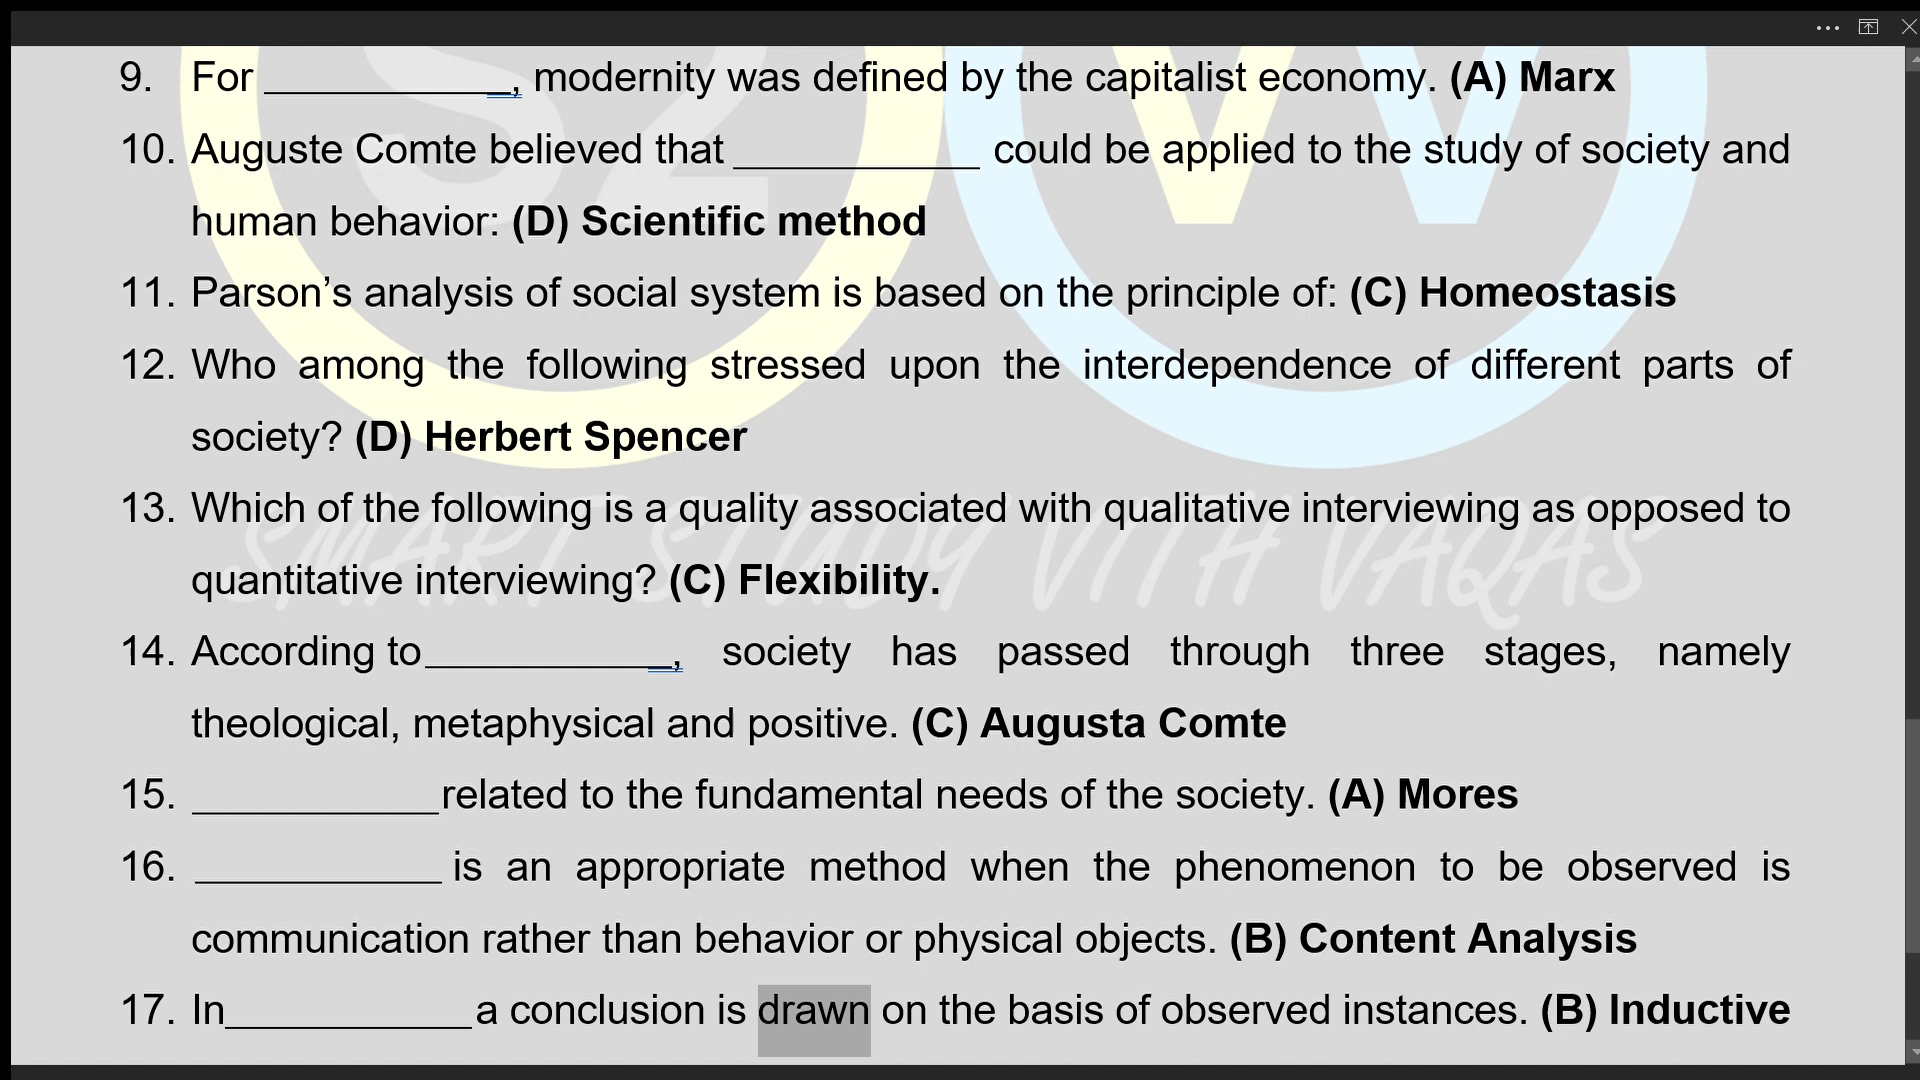 9. For ___________, modernity was defined by the capitalist economy. (A) Marx
10. Auguste Comte believed that ___________ could be applied to the study of society and
human behavior: (D) Scientific method
11. Parson’s analysis of social system is based on the principle of: (C) Homeostasis
12. Who among the following stressed upon the interdependence of different parts of
society? (D) Herbert Spencer
13. Which of the following is a quality associated with qualitative interviewing as opposed to
quantitative interviewing? (C) Flexibility.
14. According to___________, society has passed through three stages, namely
theological, metaphysical and positive. (C) Augusta Comte
15. ___________related to the fundamental needs of the society. (A) Mores
16. ___________ is an appropriate method when the phenomenon to be observed is
communication rather than behavior or physical objects. (B) Content Analysis
17. In___________a conclusion is drawn on the basis of observed instances. (B) Inductive
SMART STUDY VITH VAQAS